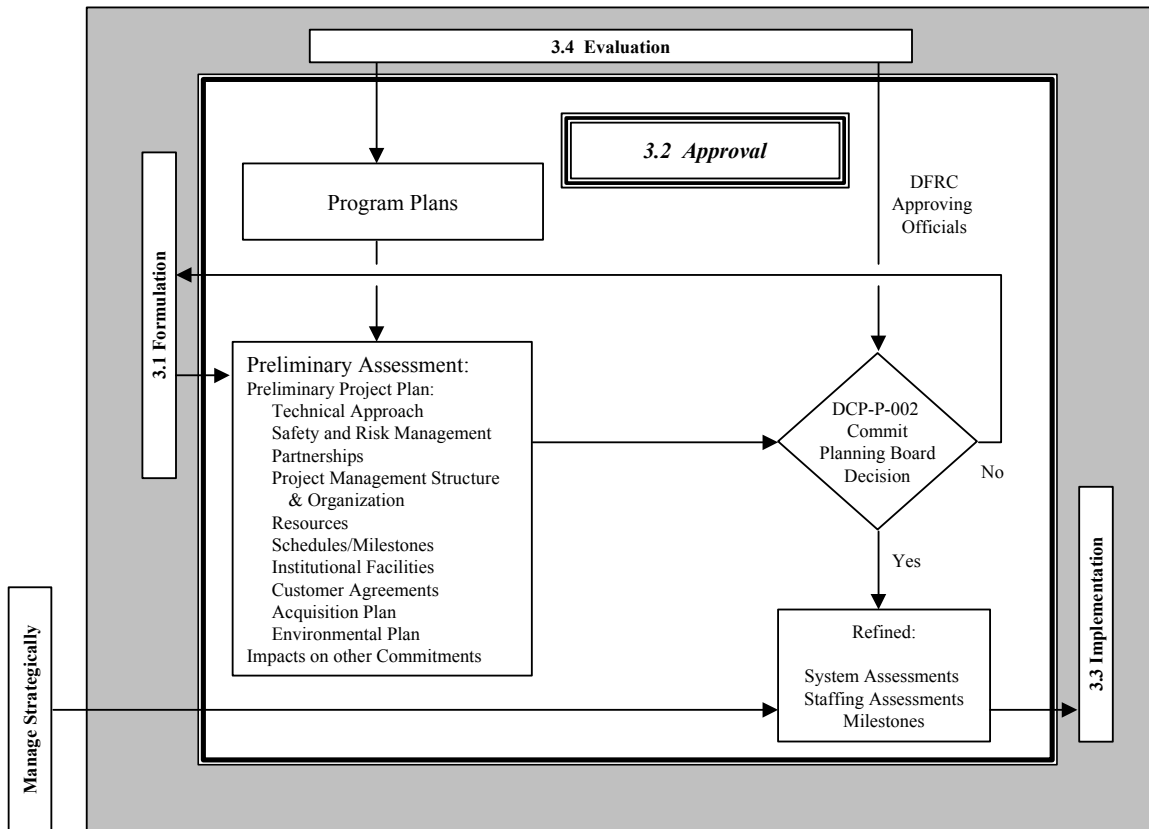 3.4 Evaluation
3.2 Approval
Program Plans
DFRC
Approving
Officials
3.1 Formulation
Preliminary Assessment:
Preliminary Project Plan:
Technical Approach
Safety and Risk Management
Partnerships
Project Management Structure
& Organization
Resources
Schedules/Milestones
Institutional Facilities
Customer Agreements
Acquisition Plan
Environmental Plan
Impacts on other Commitments
DCP-P-002
Commit
Planning Board
Decision
No
Yes
Refined:
System Assessments
Staffing Assessments
Milestones
3.3 Implementation
Manage Strategically